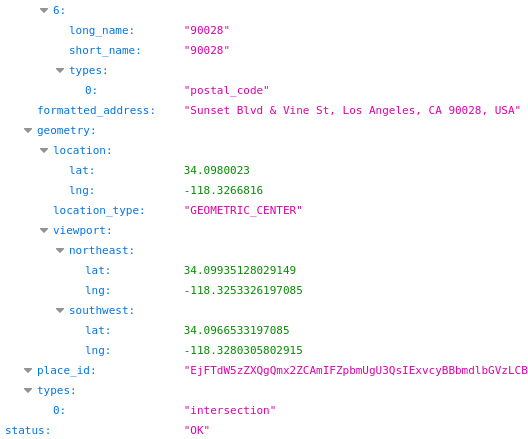 6:
long_name: "90028"
short_name: "90028"
types:
0: "postal_code"
formatted_address: "Sunset Blvd & Vine St, Los Angeles, CA 90028, USA"
geometry:
location:
lat: 34.0980023
lng: -118.3266816
location_type: "GEOMETRIC_CENTER"
viewport:
northeast:
lat: 34.09935128029149
lng: -118.3253326197085
southwest:
lat: 34.0966533197085
lng: -118.3280305802915
place_id: "EjFTdW5zZXQgQmx2ZCAmIFZpbmUgU3QsIExvcyBBbmdlbGVzLCB
types:
0: "intersection"
status: "OK"